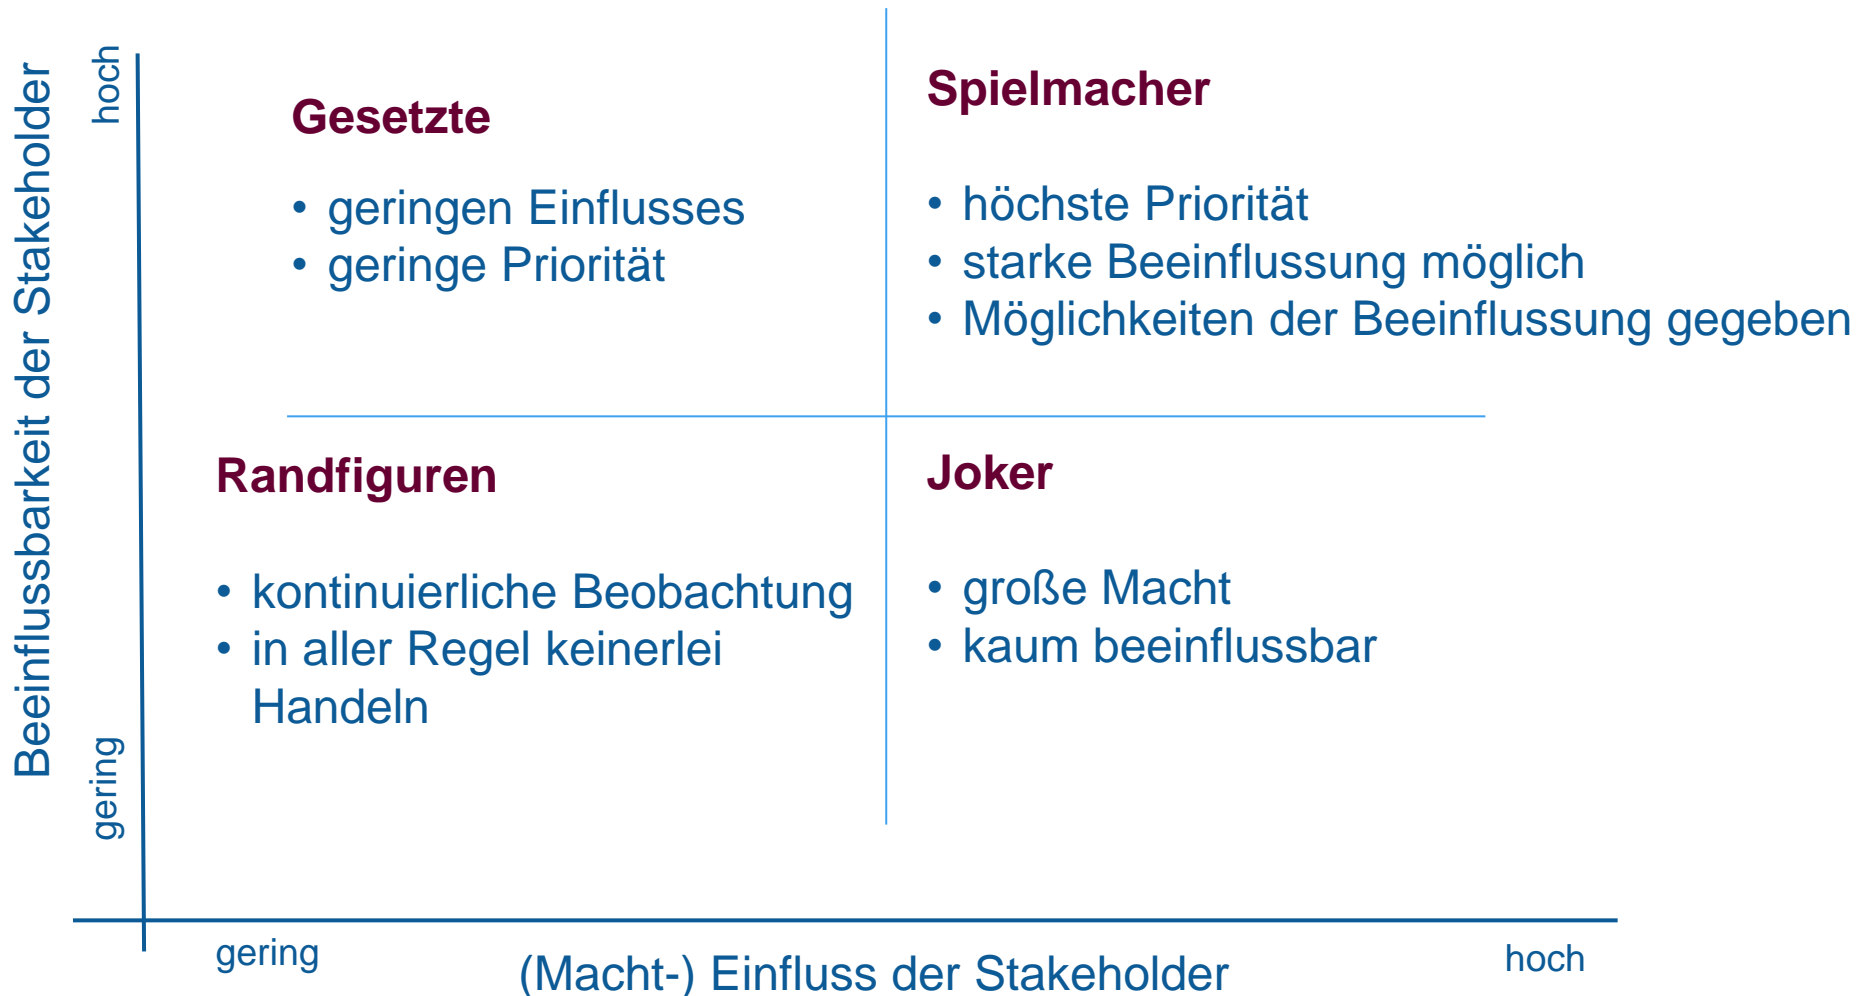 Beeinflussbarkeit der Stakeholder
hoch
gering
Gesetzte
• geringen Einflusses
• geringe Priorität
Spielmacher
• höchste Priorität
• starke Beeinflussung möglich
• Möglichkeiten der Beeinflussung gegeben
Randfiguren
• kontinuierliche Beobachtung
• in aller Regel keinerlei
Handeln
Joker
• große Macht
• kaum beeinflussbar
gering
(Macht-) Einfluss der Stakeholder
hoch